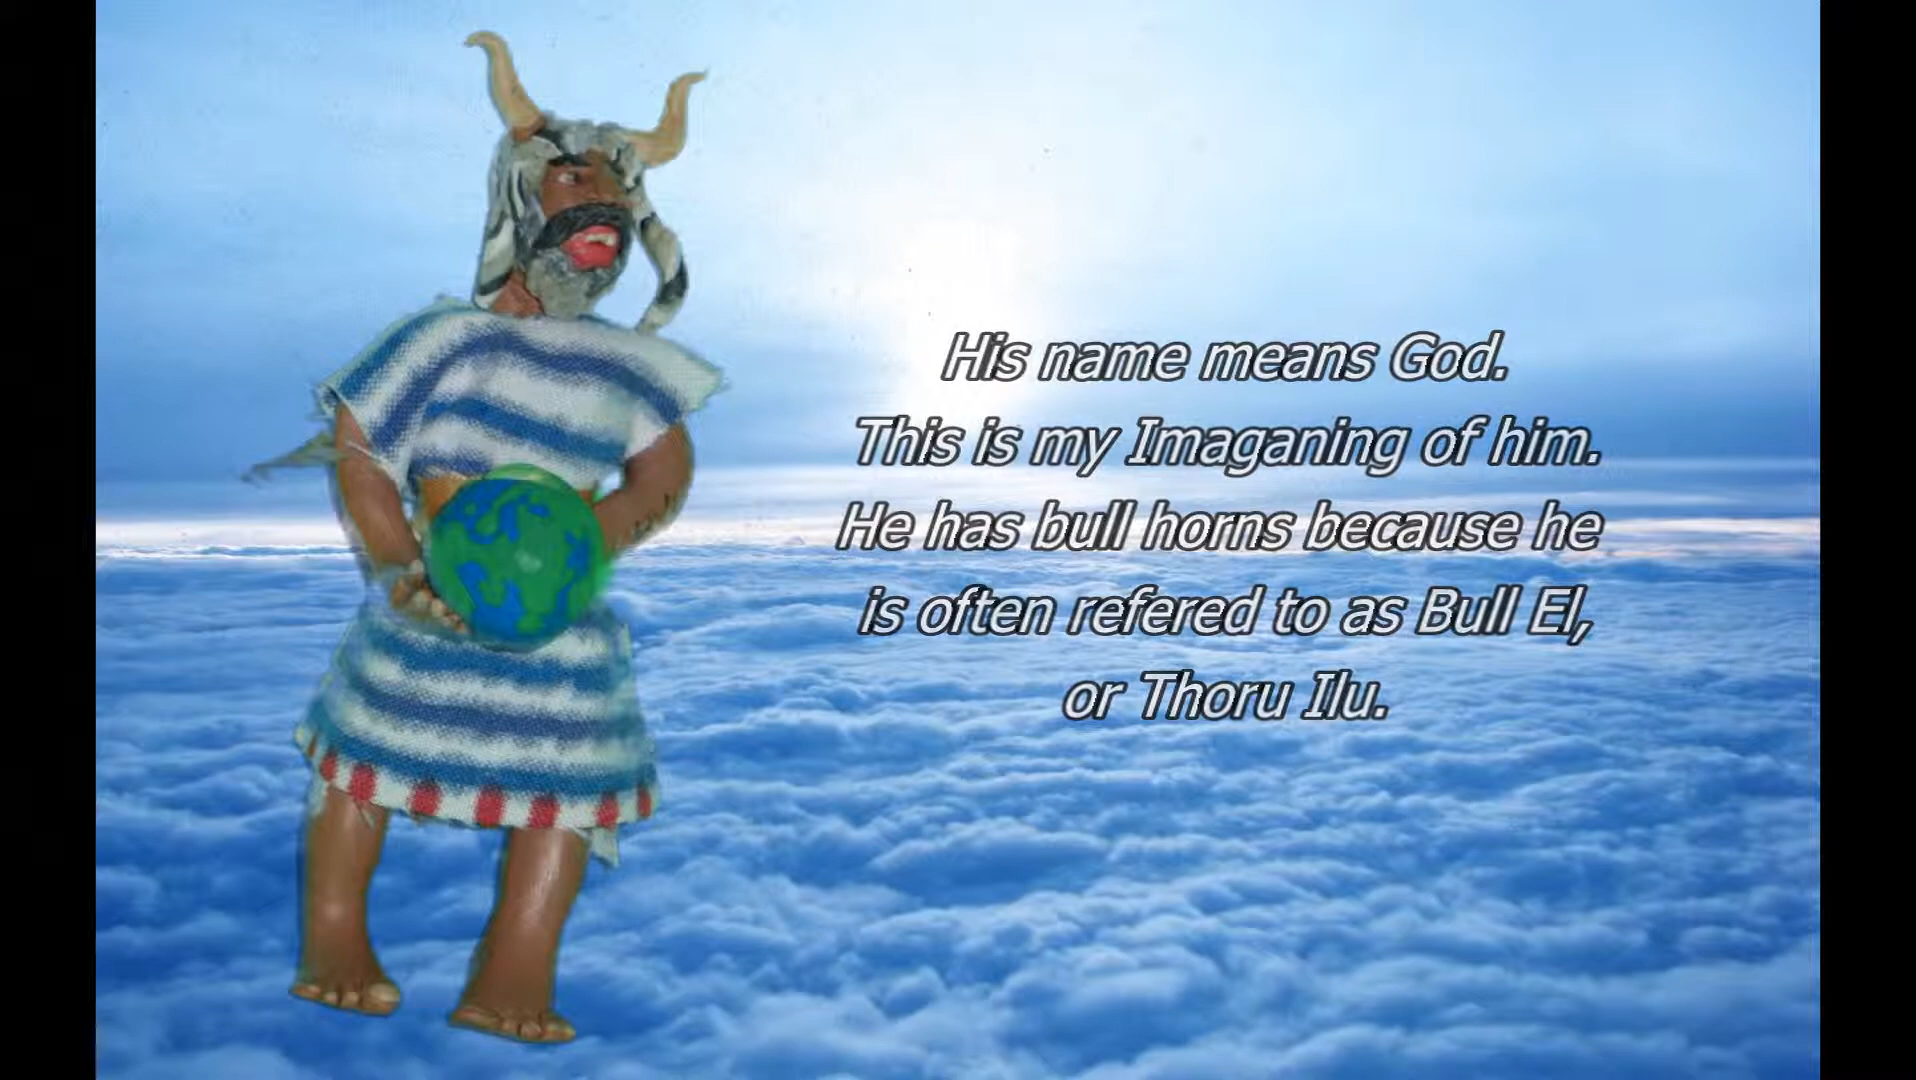 His name means God.
This is my Imaganing of him.
He has bull horns because he
is often refered to as Bull El,
or Thoru Ilu.